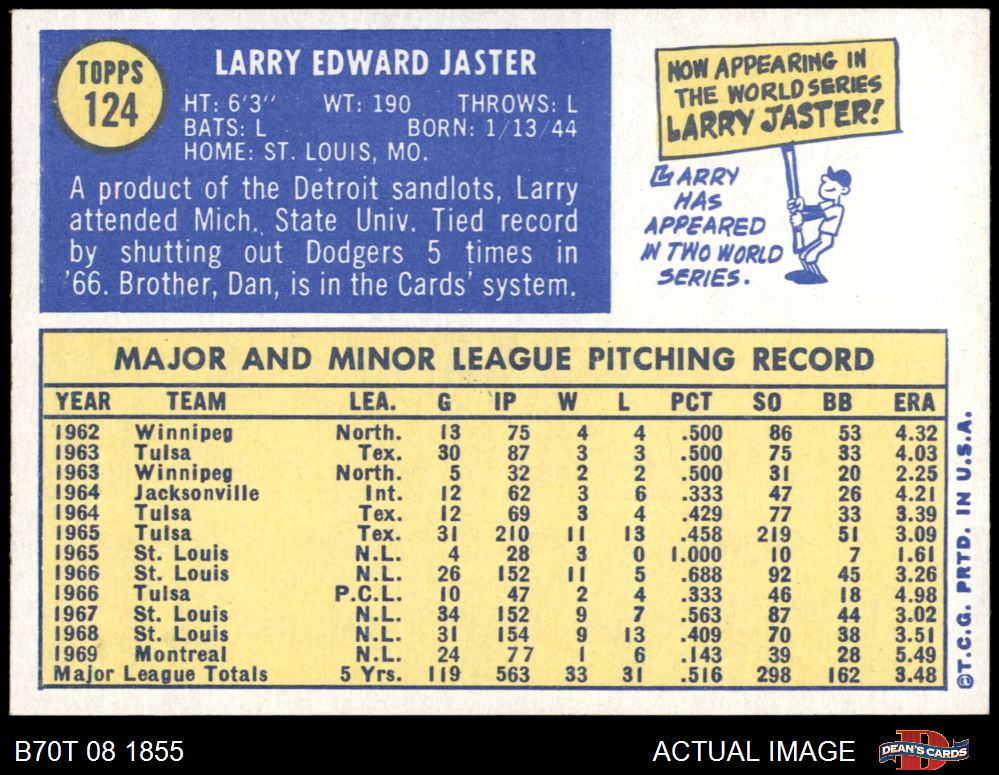 TOPPS
124
LARRY EDWARD JASTER
HT: 6'3" WT: 190 THROWS: L
BATS: L BORN: 1/13/44
HOME: ST. LOUIS, MO.
A product of the Detroit sandlots, Larry
attended Mich. State Univ. Tied record
by shutting out Dodgers 5 times in
'66. Brother, Dan, is in the Cards' system.
NOW APPEARING IN
THE WORLD SERIES
LARRY JASTER!
LARRY
HAS
APPEARED
IN TWO WORLD
SERIES.
MAJOR AND MINOR LEAGUE PITCHING RECORD
YEAR TEAM LEA. G IP W L PCT SO BB ERA
1962 Winnipeg North. 13 75 4 4 .500 86 53 4.32
1963 Tulsa Tex. 30 87 3 3 .500 75 33 4.03
1963 Winnipeg North. 5 32 2 2 .500 31 20 2.25
1964 Jacksonville Int. 12 62 3 6 .333 47 26 4.21
1964 Tulsa Tex. 12 69 3 4 .429 77 33 3.39
1965 Tulsa Tex. 31 210 11 13 .458 219 51 3.09
1965 St. Louis N.L. 4 28 3 0 1.000 10 7 1.61
1966 St. Louis N.L. 26 152 11 5 .688 92 45 3.26
1966 Tulsa P.C.L. 10 47 2 4 .333 46 18 4.98
1967 St. Louis N.L. 34 152 9 7 .563 87 44 3.02
1968 St. Louis N.L. 31 154 9 13 .409 70 38 3.51
1969 Montreal N.L. 24 77 1 6 .143 39 28 5.49
Major League Totals 5 Yrs. 119 563 33 31 .516 298 162 3.48
©T.C.G. PRTD. IN U.S.A.
B70T 08 1855
ACTUAL IMAGE
D
DEAN'S CARDS